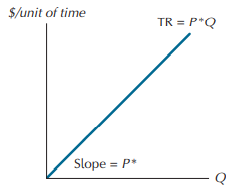 $/unit of time
TR = P*Q
Slope = P*
Q